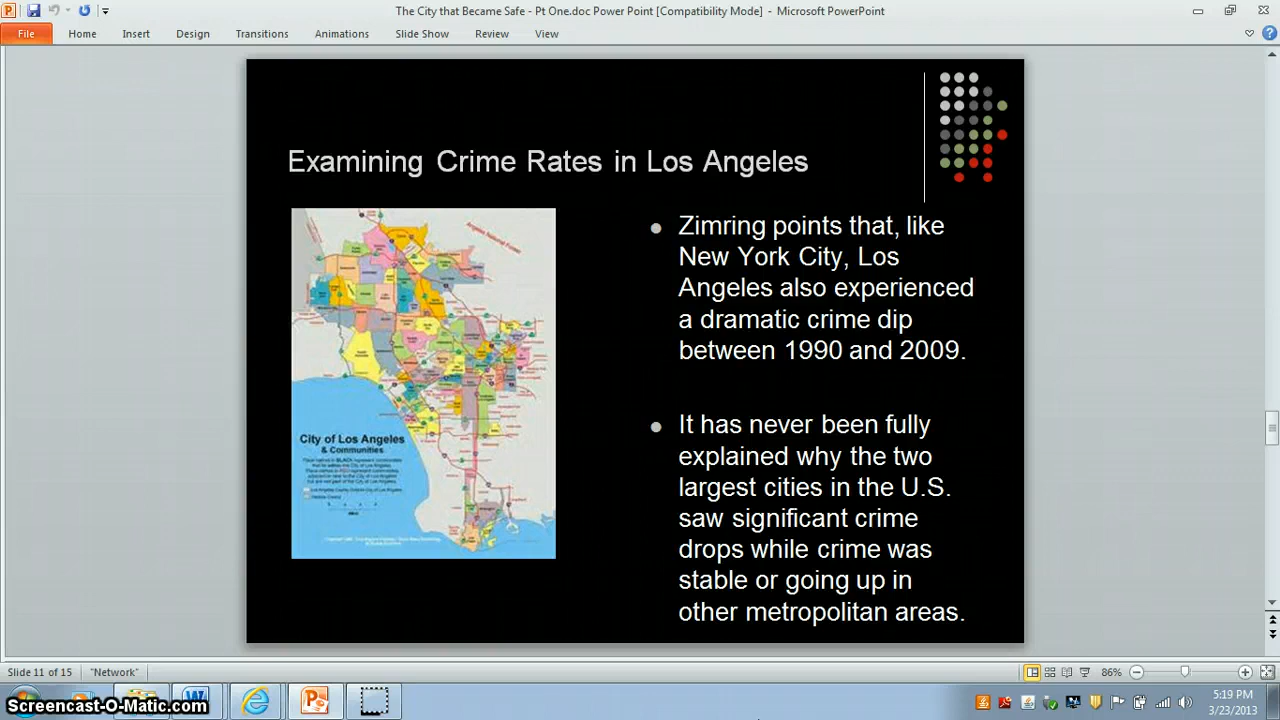 The City that Became Safe - Pt One.doc Power Point [Compatibility Mode] - Microsoft PowerPoint
File Home Insert Design Transitions Animations Slide Show Review View
Examining Crime Rates in Los Angeles
Zimring points that, like
New York City, Los
Angeles also experienced
a dramatic crime dip
between 1990 and 2009.
It has never been fully
explained why the two
largest cities in the U.S.
saw significant crime
drops while crime was
stable or going up in
other metropolitan areas.
City of Los Angeles
& Communities
Slide 11 of 15 "Network" 86%
Screencast-O-Matic.com
5:19 PM
3/23/2013